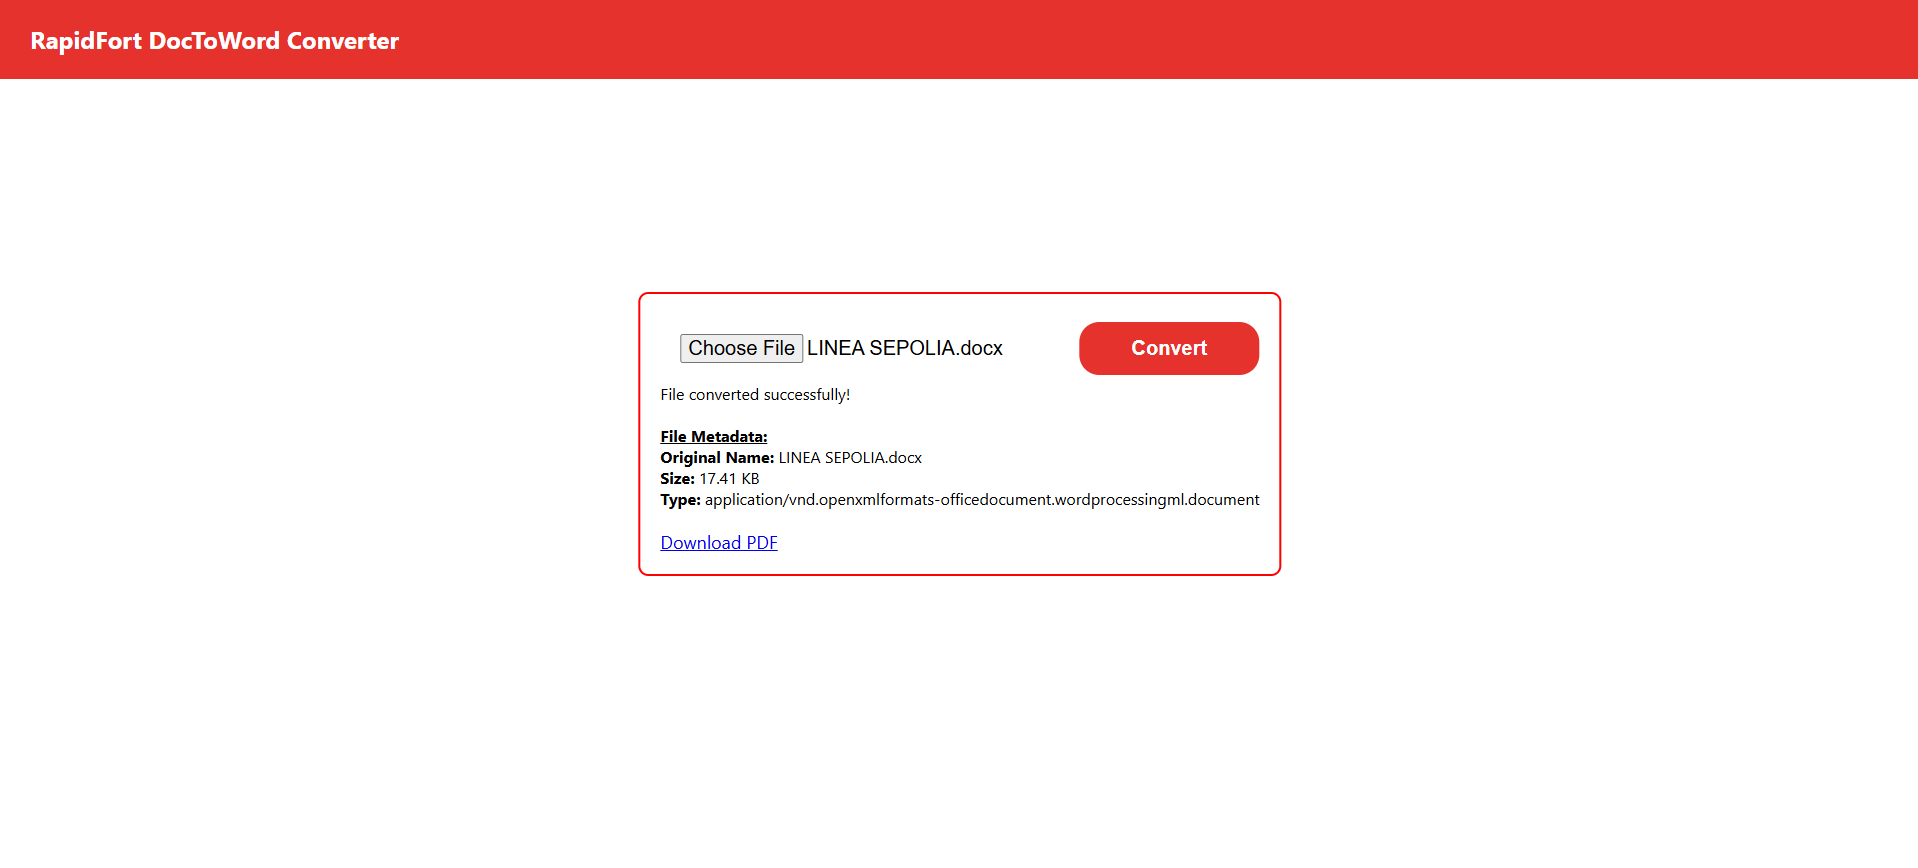 RapidFort DocToWord Converter
Choose File LINEA SEPOLIA.docx Convert
File converted successfully!
File Metadata:
Original Name: LINEA SEPOLIA.docx
Size: 17.41 KB
Type: application/vnd.openxmlformats-officedocument.wordprocessingml.document
Download PDF